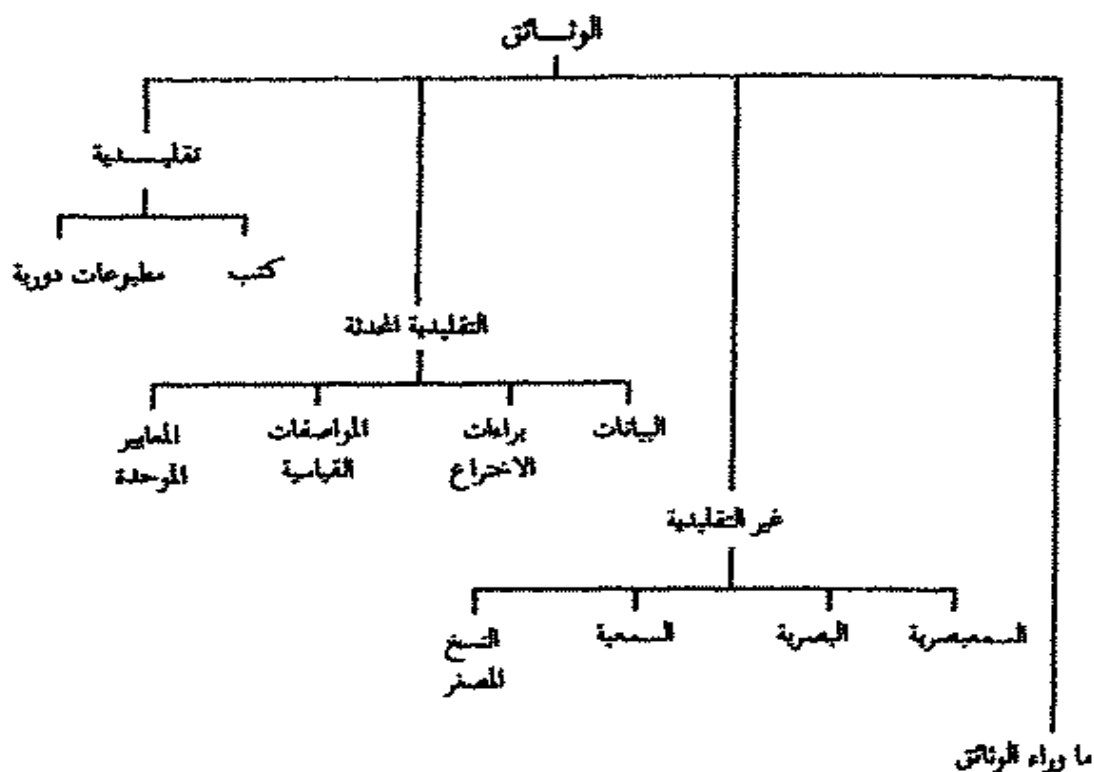 الوثائق
تقليدية
كتب
مطبوعات دورية
التقليدية المحدثة
البيانات
براءات
الاختراع
المواصفات
القياسية
المعايير
الموحدة
غير التقليدية
السمعبصرية
البصرية
السمعية
النسخ
المصغر
ما وراء الوثائق